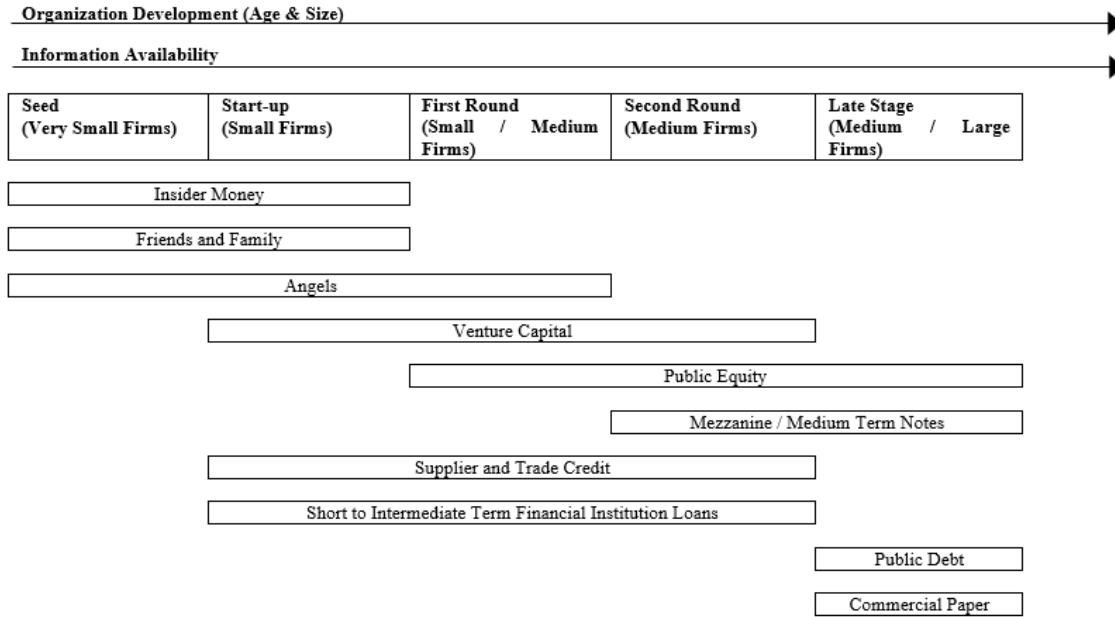 Organization Development (Age & Size)
Information Availability
Seed
(Very Small Firms)
Start-up
(Small Firms)
First Round
(Small / Medium
Firms)
Second Round
(Medium Firms)
Late Stage
(Medium / Large
Firms)
Insider Money
Friends and Family
Angels
Venture Capital
Public Equity
Mezzanine / Medium Term Notes
Supplier and Trade Credit
Short to Intermediate Term Financial Institution Loans
Public Debt
Commercial Paper